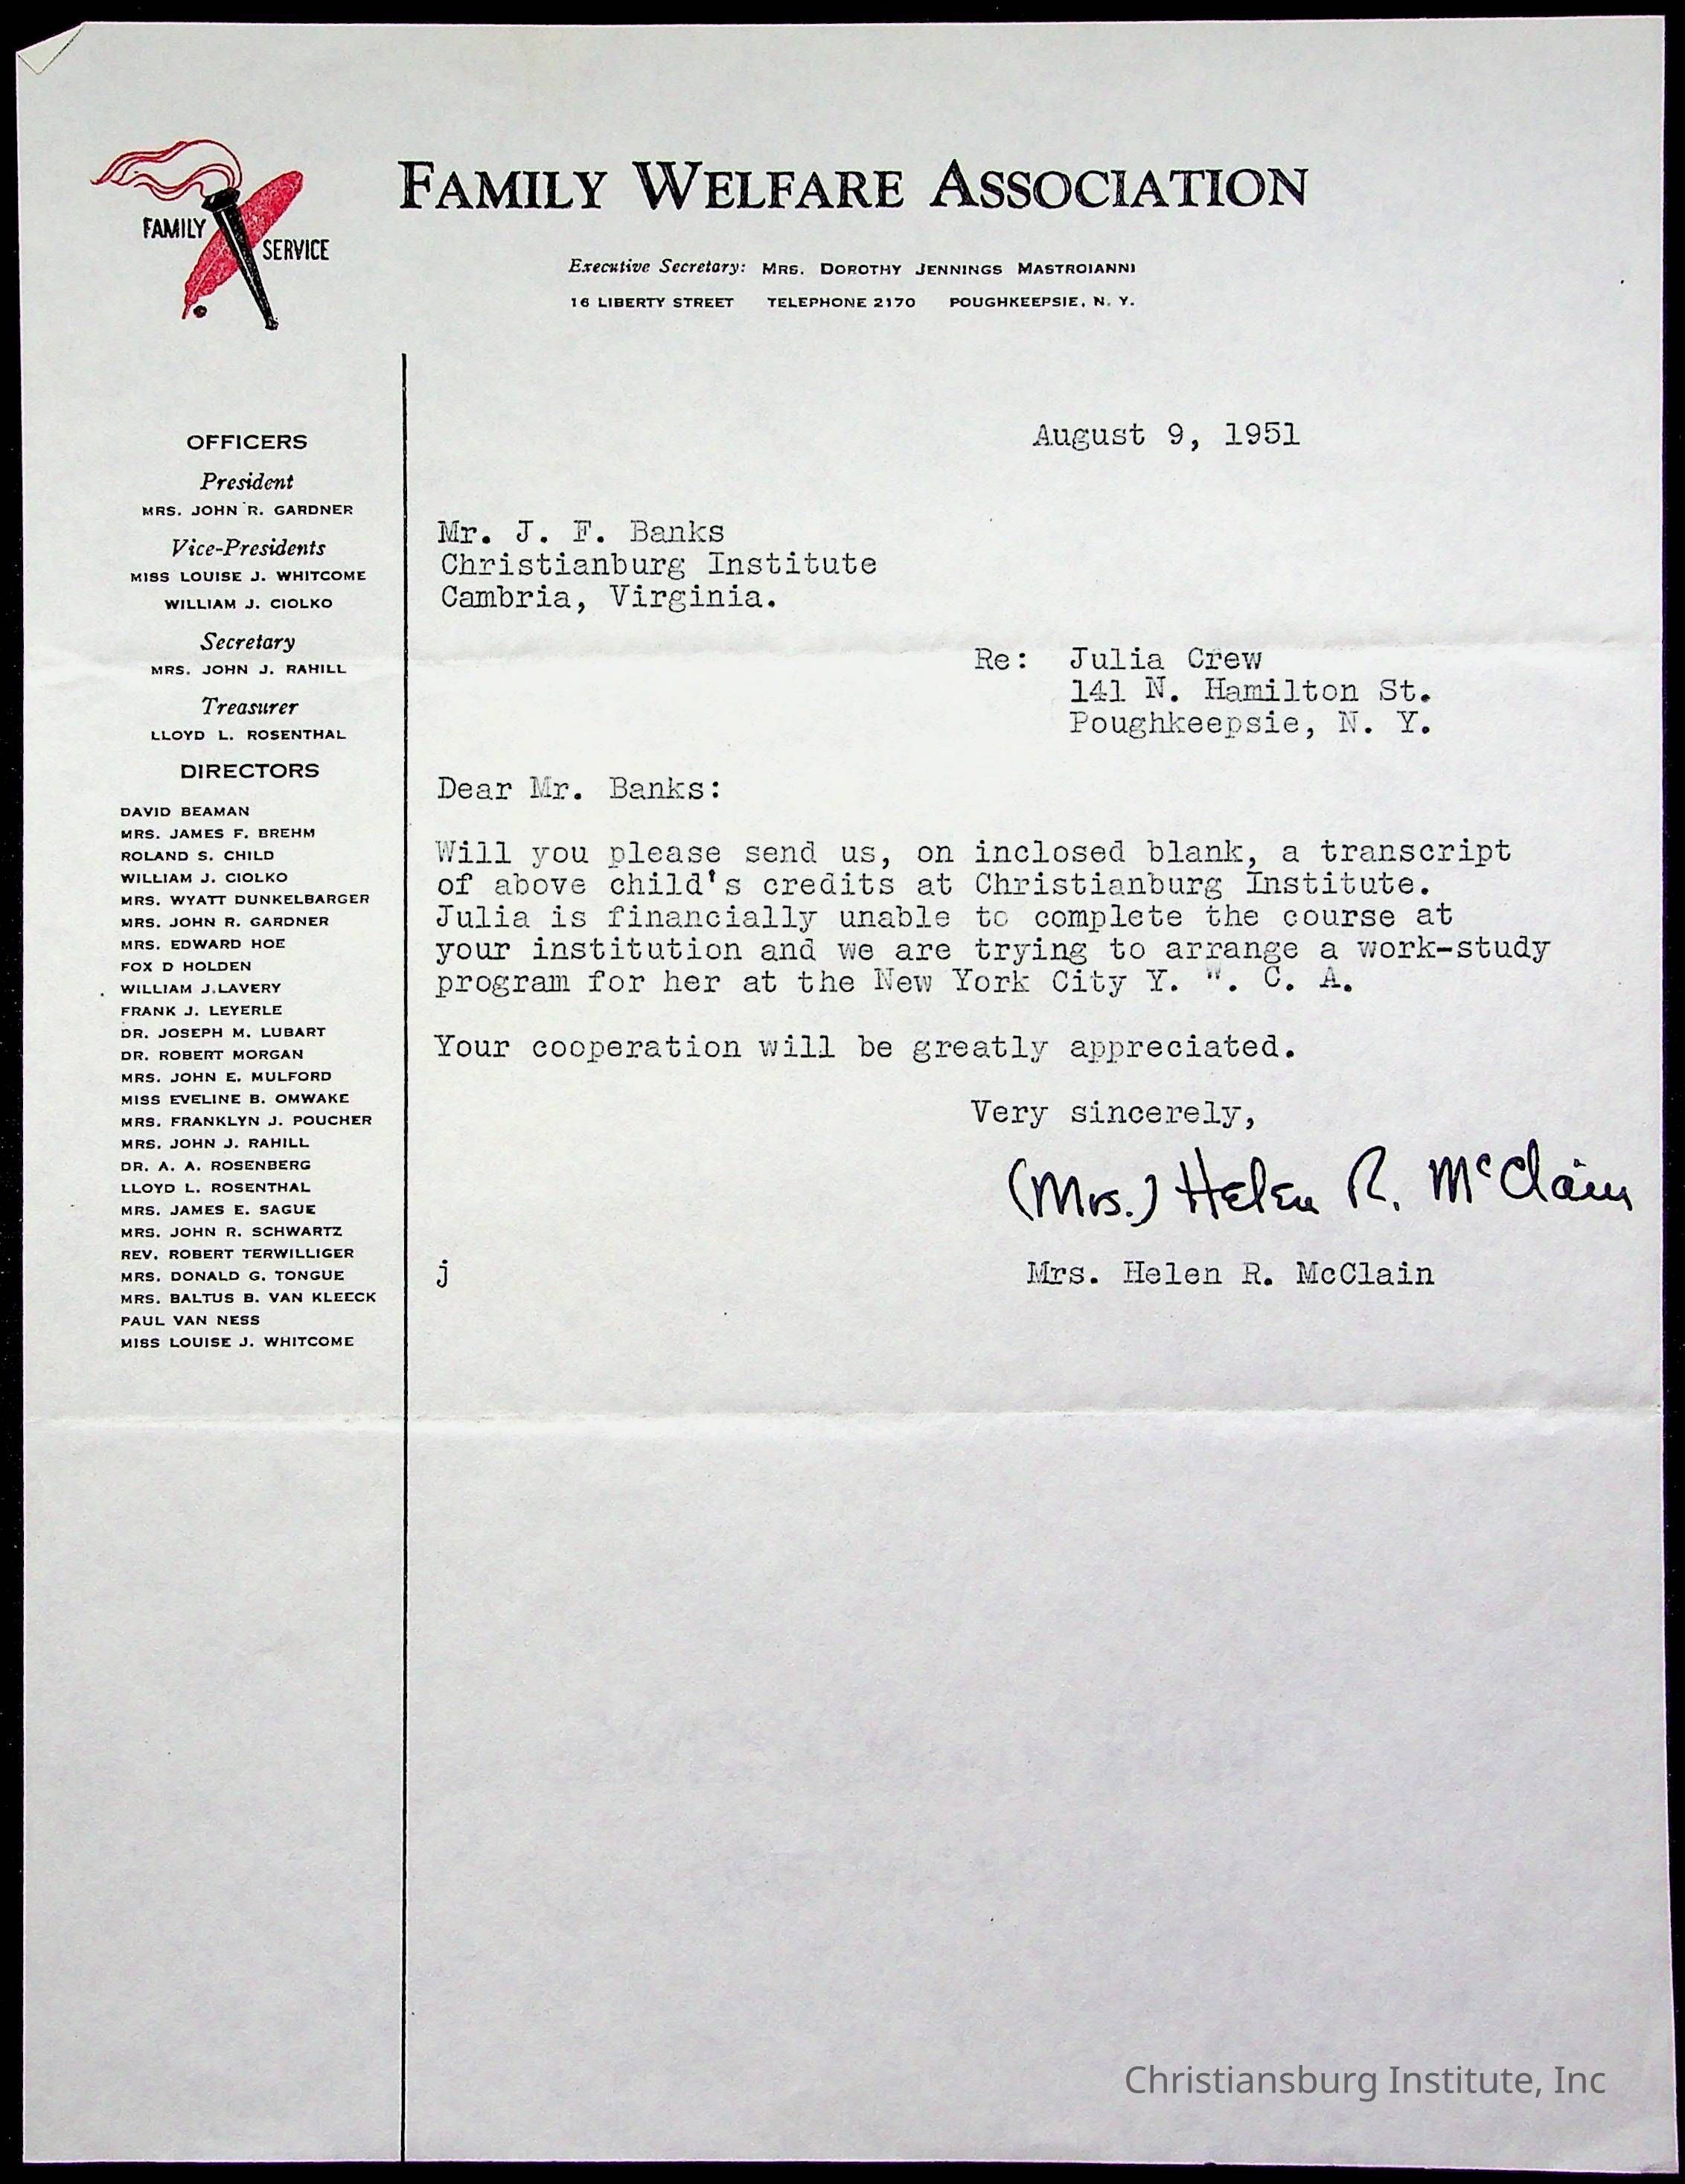 FAMILY SERVICE
FAMILY WELFARE ASSOCIATION
Executive Secretary: MRS. DOROTHY JENNINGS MASTROIANNI
16 LIBERTY STREET TELEPHONE 2170 POUGHKEEPSIE, N. Y.
OFFICERS
President
MRS. JOHN R. GARDNER
Vice-Presidents
MISS LOUISE J. WHITCOME
WILLIAM J. CIOLKO
Secretary
MRS. JOHN J. RAHILL
Treasurer
LLOYD L. ROSENTHAL
DIRECTORS
DAVID BEAMAN
MRS. JAMES F. BREHM
ROLAND S. CHILD
WILLIAM J. CIOLKO
MRS. WYATT DUNKELBARGER
MRS. JOHN R. GARDNER
MRS. EDWARD HOE
FOX D HOLDEN
WILLIAM J.LAVERY
FRANK J. LEYERLE
DR. JOSEPH M. LUBART
DR. ROBERT MORGAN
MRS. JOHN E. MULFORD
MISS EVELINE B. OMWAKE
MRS. FRANKLYN J. POUCHER
MRS. JOHN J. RAHILL
DR. A. A. ROSENBERG
LLOYD L. ROSENTHAL
MRS. JAMES E. SAGUE
MRS. JOHN R. SCHWARTZ
REV. ROBERT TERWILLIGER
MRS. DONALD G. TONGUE
MRS. BALTUS B. VAN KLEECK
PAUL VAN NESS
MISS LOUISE J. WHITCOME
August 9, 1951
Mr. J. F. Banks
Christianburg Institute
Cambria, Virginia.
Re: Julia Crew
141 N. Hamilton St.
Poughkeepsie, N. Y.
Dear Mr. Banks:
Will you please send us, on inclosed blank, a transcript
of above child's credits at Christianburg Institute.
Julia is financially unable to complete the course at
your institution and we are trying to arrange a work-study
program for her at the New York City Y. W. C. A.
Your cooperation will be greatly appreciated.
Very sincerely,
(Mrs.) Helen R. McClain
j Mrs. Helen R. McClain
Christiansburg Institute, Inc